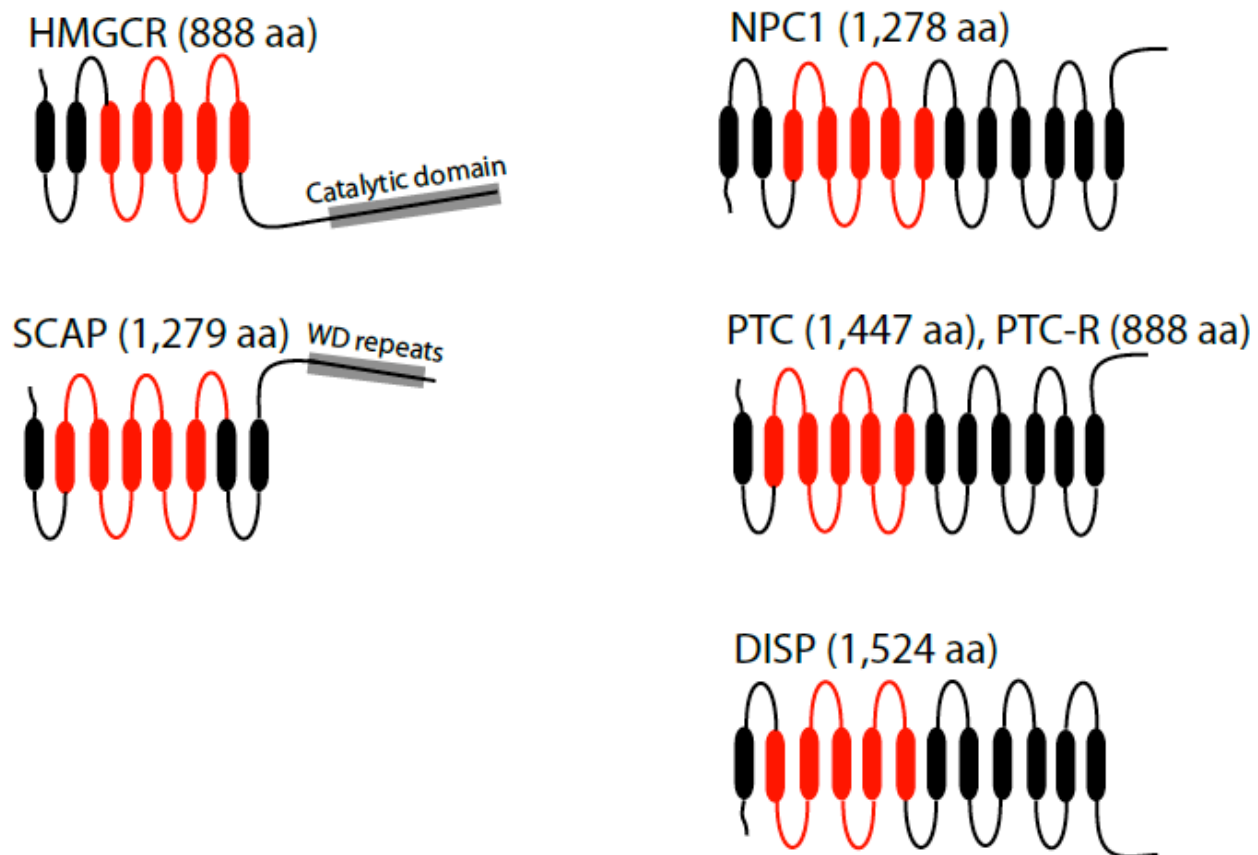 HMGCR (888 aa)
Catalytic domain
SCAP (1,279 aa)
WD repeats
NPC1 (1,278 aa)
PTC (1,447 aa), PTC-R (888 aa)
DISP (1,524 aa)